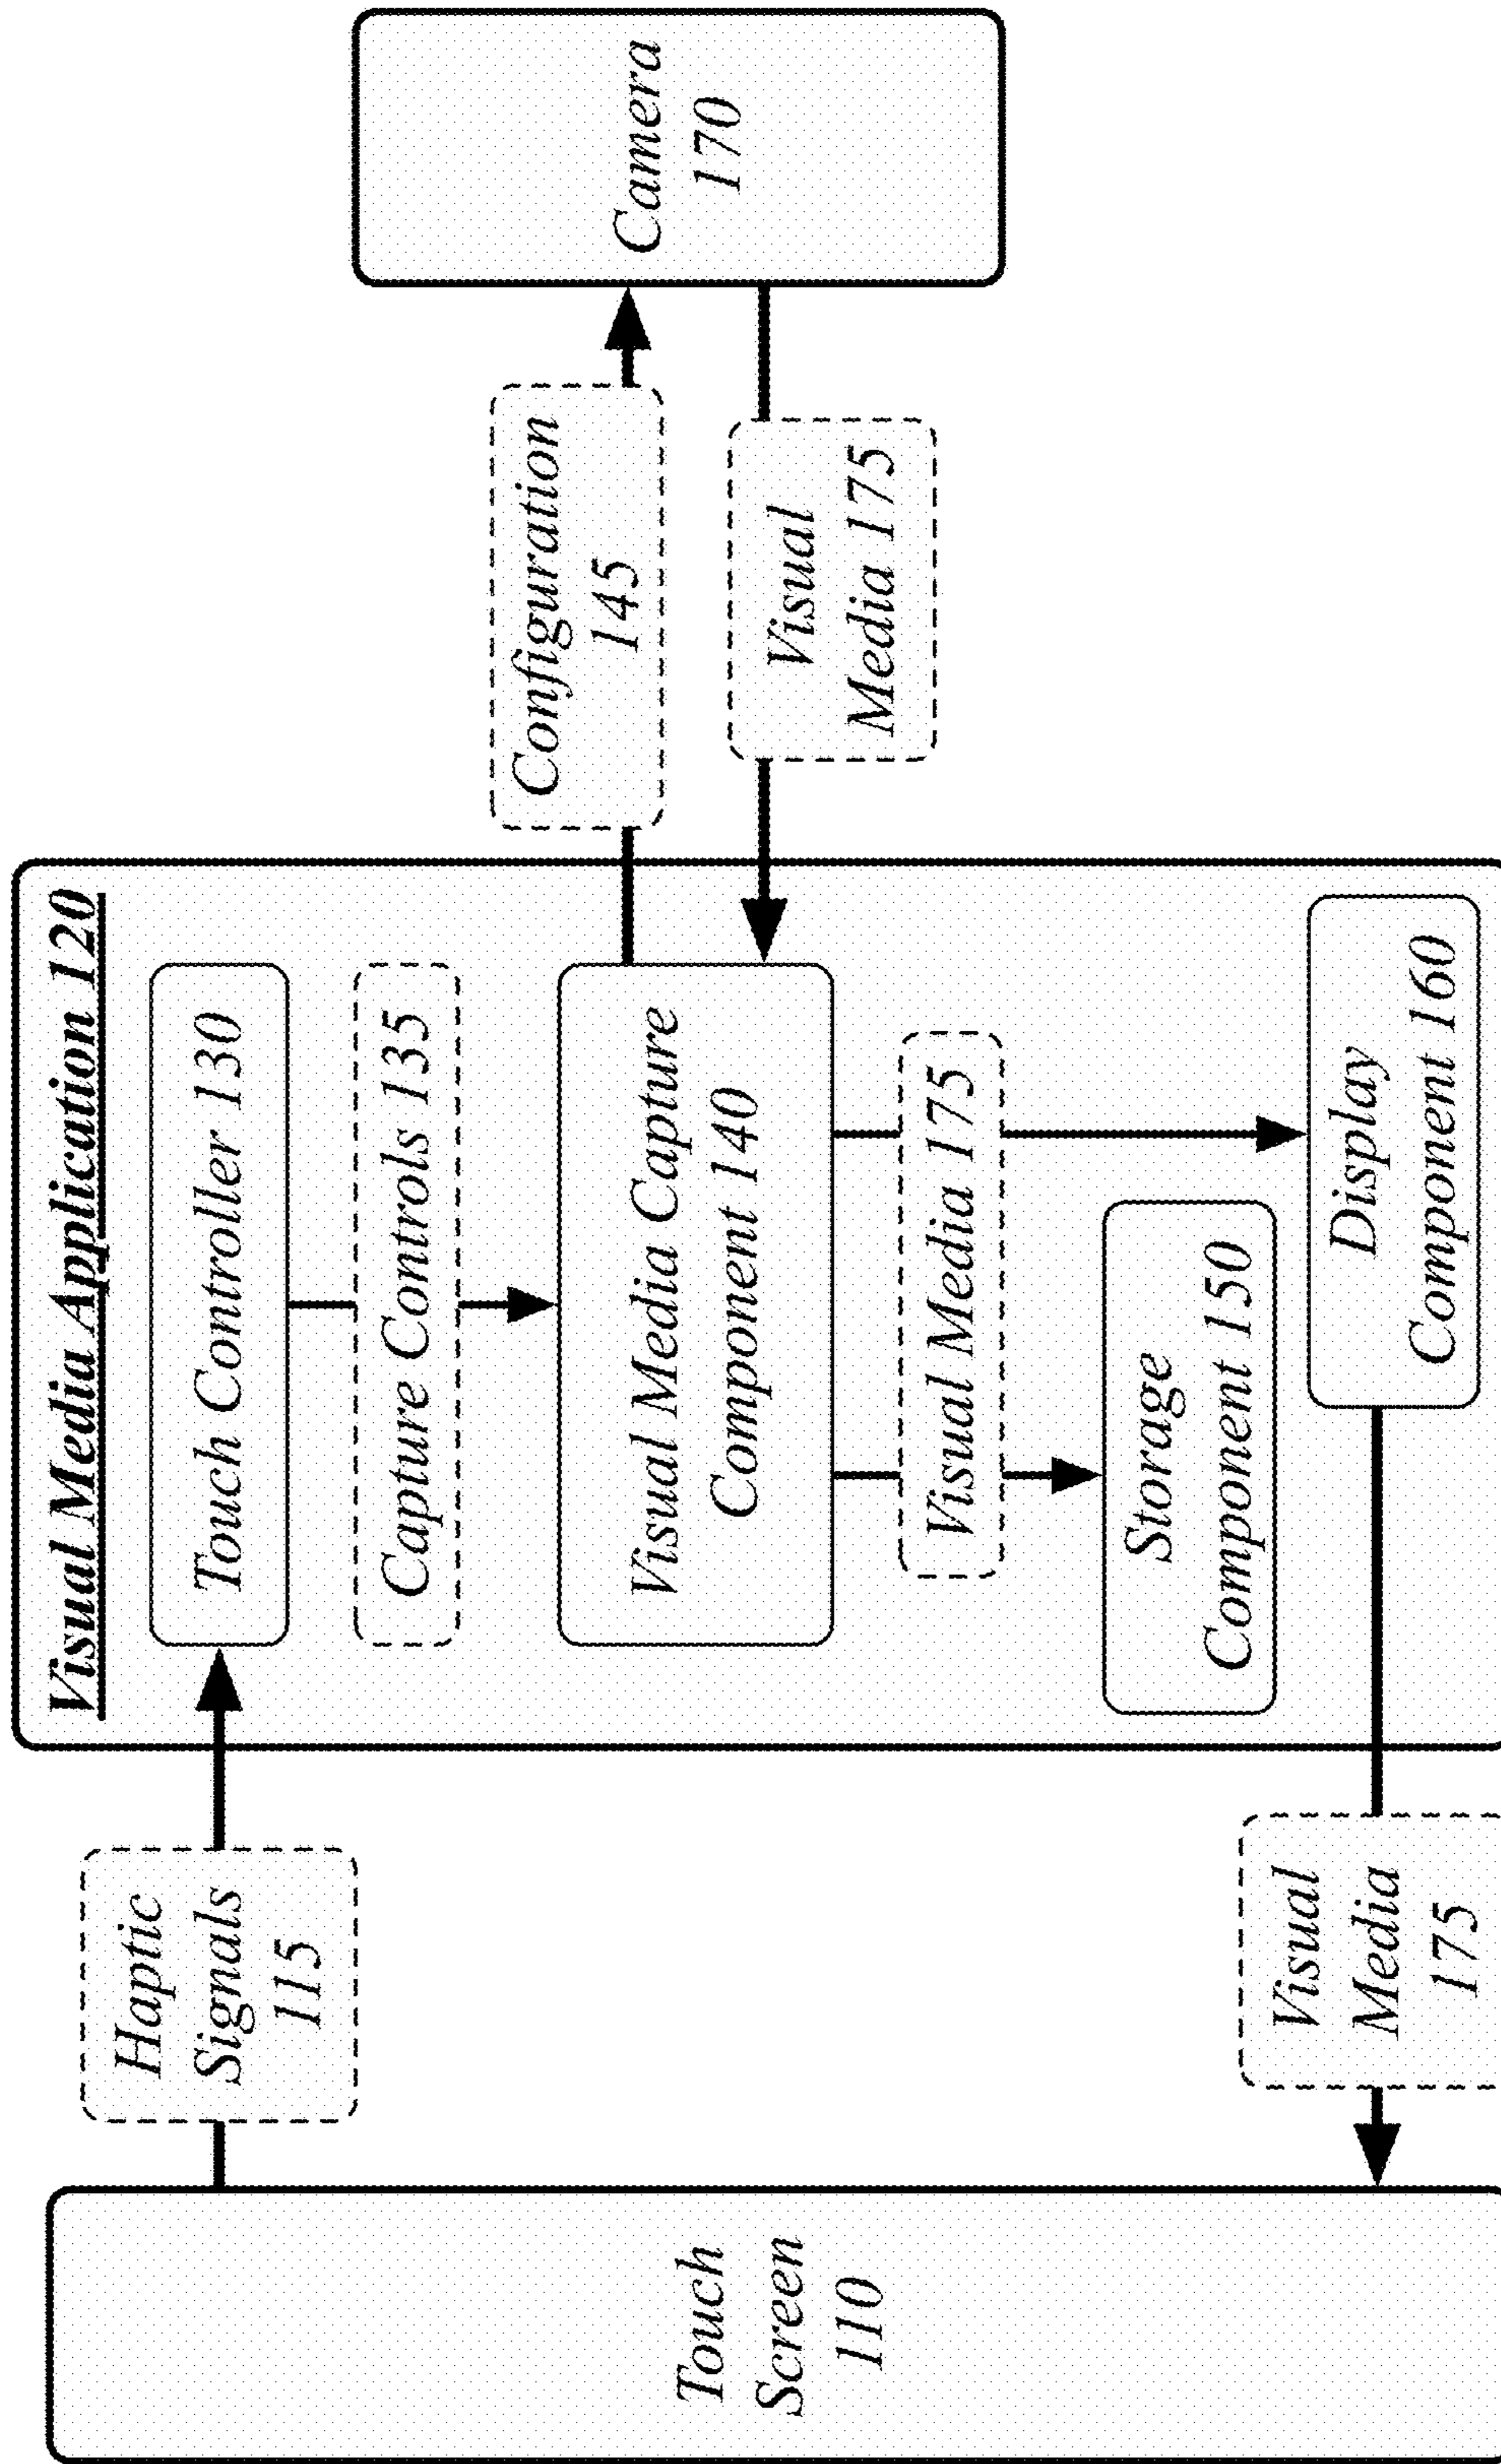 Visual Media Application 120
Touch
Screen
110
Haptic
Signals
115
Touch Controller 130
Capture Controls 135
Visual Media Capture
Component 140
Configuration
145
Visual
Media 175
Camera
170
Visual Media 175
Storage
Component 150
Display
Component 160
Visual
Media
175